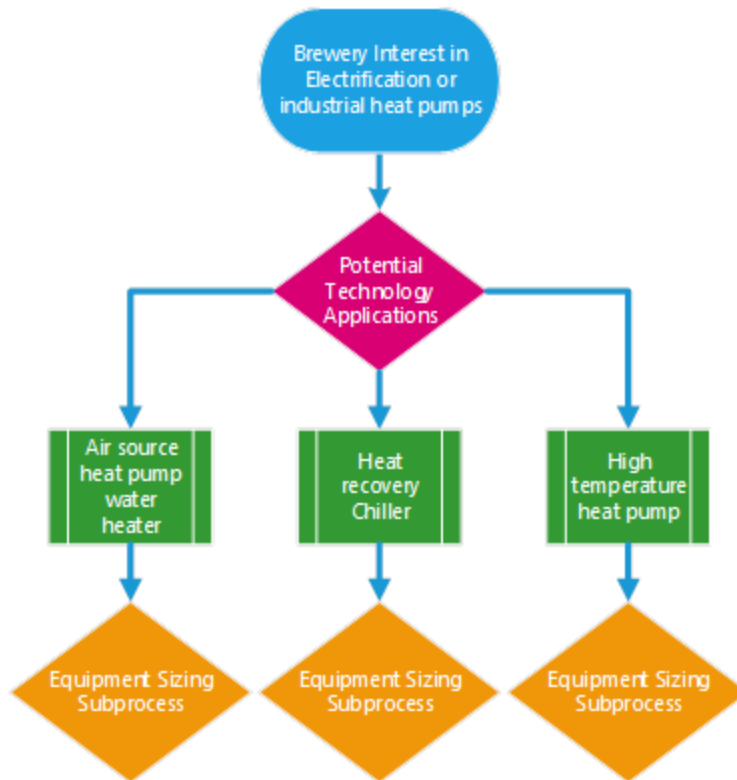 Brewery Interest in
Electrification or
industrial heat pumps
Potential
Technology
Applications
Air source
heat pump
water
heater
Heat
recovery
Chiller
High
temperature
heat pump
Equipment Sizing
Subprocess
Equipment Sizing
Subprocess
Equipment Sizing
Subprocess